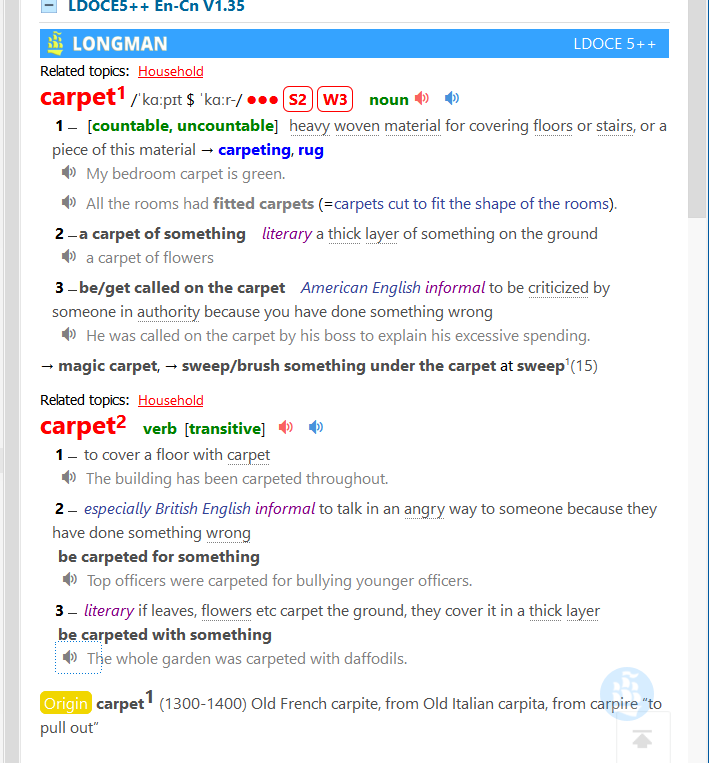 LDOCE5++ En-Cn V1.35
LONGMAN LDOCE 5++
Related topics: Household
carpet1 /ˈkɑːpɪt $ ˈkɑːr-/ ●●● S2 W3 noun
1 – [countable, uncountable] heavy woven material for covering floors or stairs, or a
piece of this material → carpeting, rug
My bedroom carpet is green.
All the rooms had fitted carpets (=carpets cut to fit the shape of the rooms).
2 – a carpet of something literary a thick layer of something on the ground
a carpet of flowers
3 – be/get called on the carpet American English informal to be criticized by
someone in authority because you have done something wrong
He was called on the carpet by his boss to explain his excessive spending.
→ magic carpet, → sweep/brush something under the carpet at sweep1(15)
Related topics: Household
carpet2 verb [transitive]
1 – to cover a floor with carpet
The building has been carpeted throughout.
2 – especially British English informal to talk in an angry way to someone because they
have done something wrong
be carpeted for something
Top officers were carpeted for bullying younger officers.
3 – literary if leaves, flowers etc carpet the ground, they cover it in a thick layer
be carpeted with something
The whole garden was carpeted with daffodils.
Origin carpet1 (1300-1400) Old French carpite, from Old Italian carpita, from carpire “to
pull out”